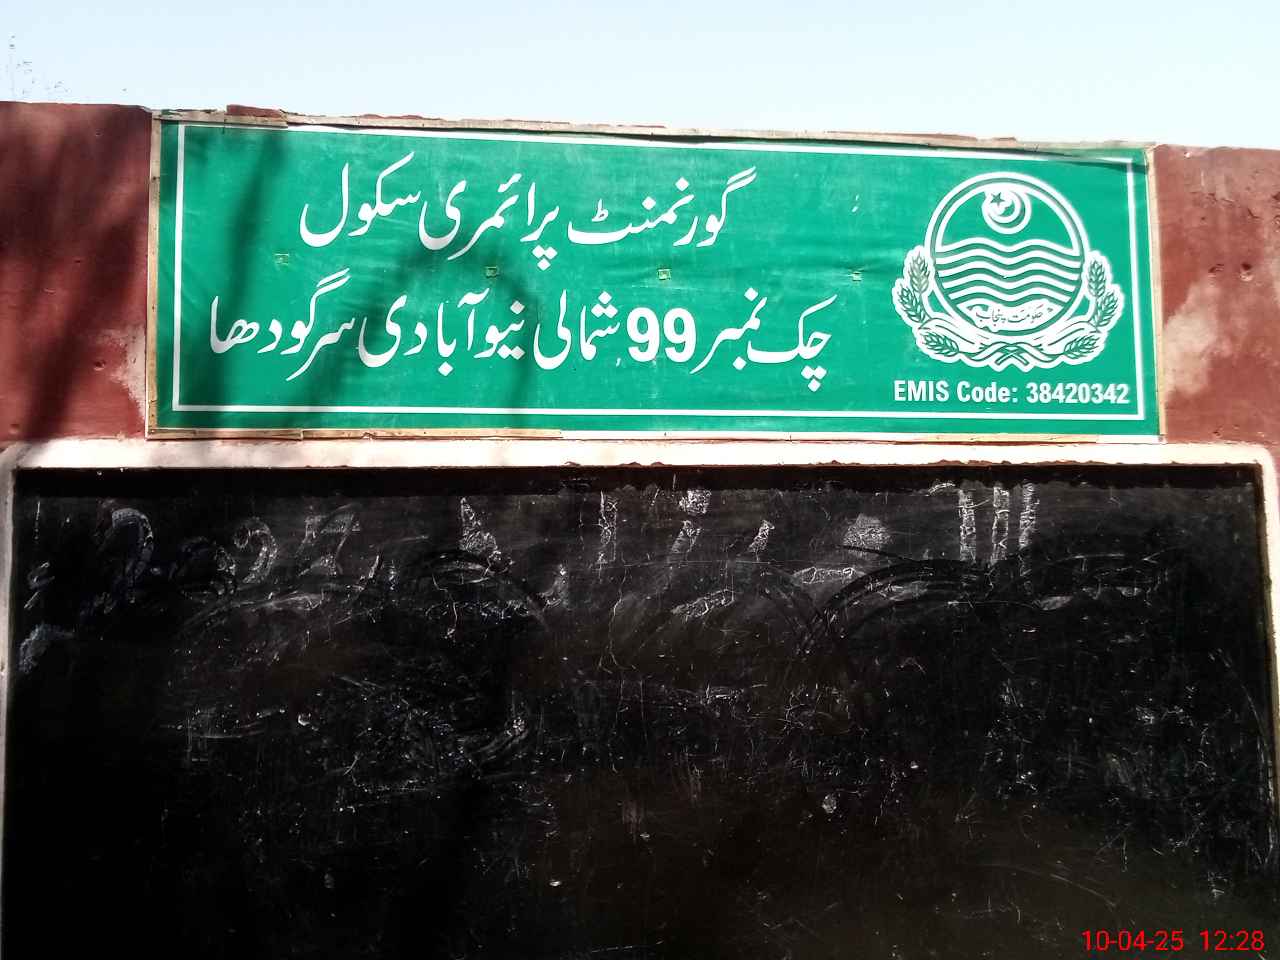 گورنمنٹ پرائمری سکول
چک نمبر 99 شمالی نیو آبادی سرگودھا
حکومت پنجاب
EMIS Code: 38420342
10-04-25 12:28